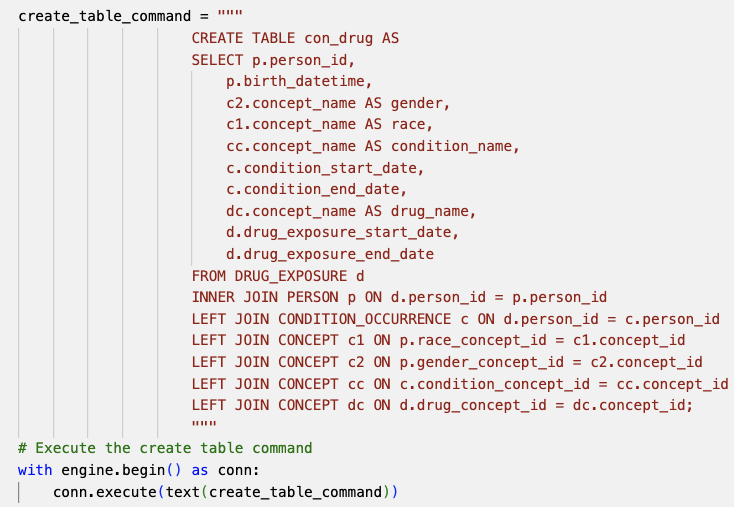 create_table_command = """
CREATE TABLE con_drug AS
SELECT p.person_id,
p.birth_datetime,
c2.concept_name AS gender,
c1.concept_name AS race,
cc.concept_name AS condition_name,
c.condition_start_date,
c.condition_end_date,
dc.concept_name AS drug_name,
d.drug_exposure_start_date,
d.drug_exposure_end_date
FROM DRUG_EXPOSURE d
INNER JOIN PERSON p ON d.person_id = p.person_id
LEFT JOIN CONDITION_OCCURRENCE c ON d.person_id = c.person_id
LEFT JOIN CONCEPT c1 ON p.race_concept_id = c1.concept_id
LEFT JOIN CONCEPT c2 ON p.gender_concept_id = c2.concept_id
LEFT JOIN CONCEPT cc ON c.condition_concept_id = cc.concept_id
LEFT JOIN CONCEPT dc ON d.drug_concept_id = dc.concept_id;
"""
# Execute the create table command
with engine.begin() as conn:
conn.execute(text(create_table_command))